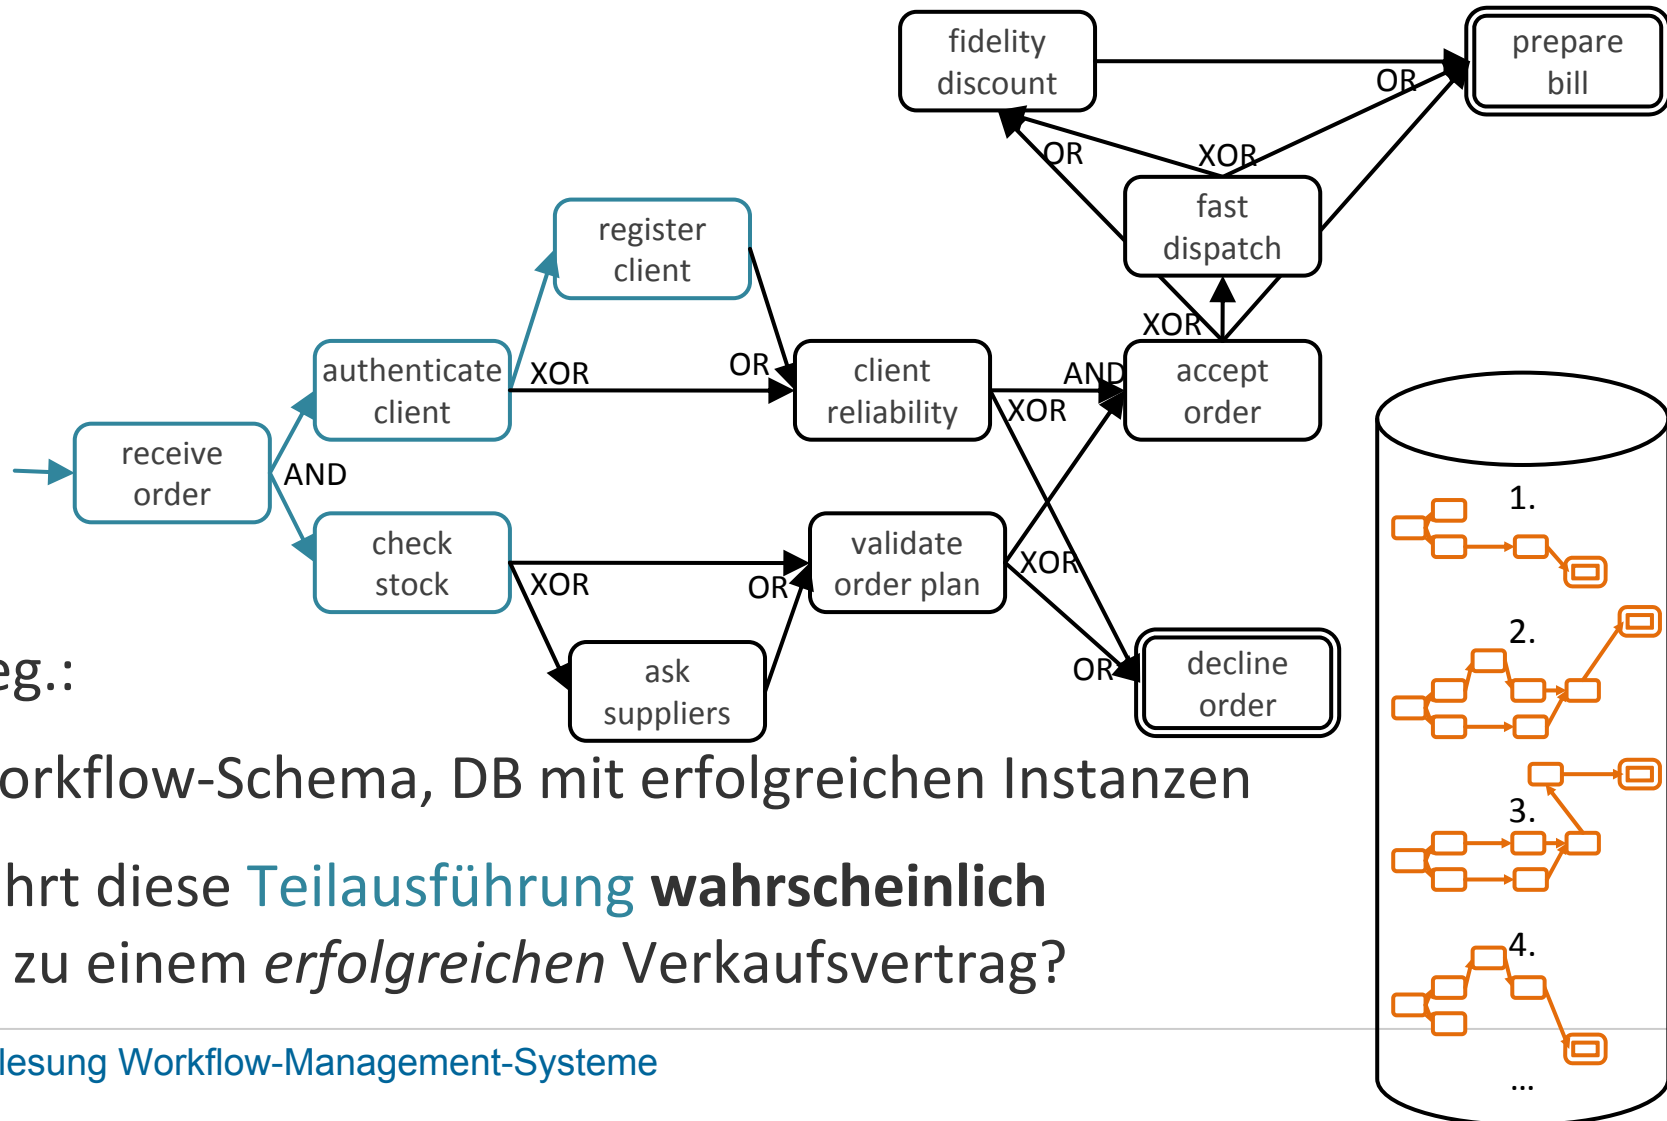 fidelity
discount
prepare
bill
OR
OR
XOR
fast
dispatch
register
client
XOR
authenticate
client
XOR
OR
client
reliability
AND
XOR
accept
order
receive
order
AND
check
stock
XOR
OR
validate
order plan
XOR
ask
suppliers
OR
decline
order
1.
2.
3.
4.
...
eg.:
orkflow-Schema, DB mit erfolgreichen Instanzen
hrt diese Teilausführung wahrscheinlich
zu einem erfolgreichen Verkaufsvertrag?
lesung Workflow-Management-Systeme